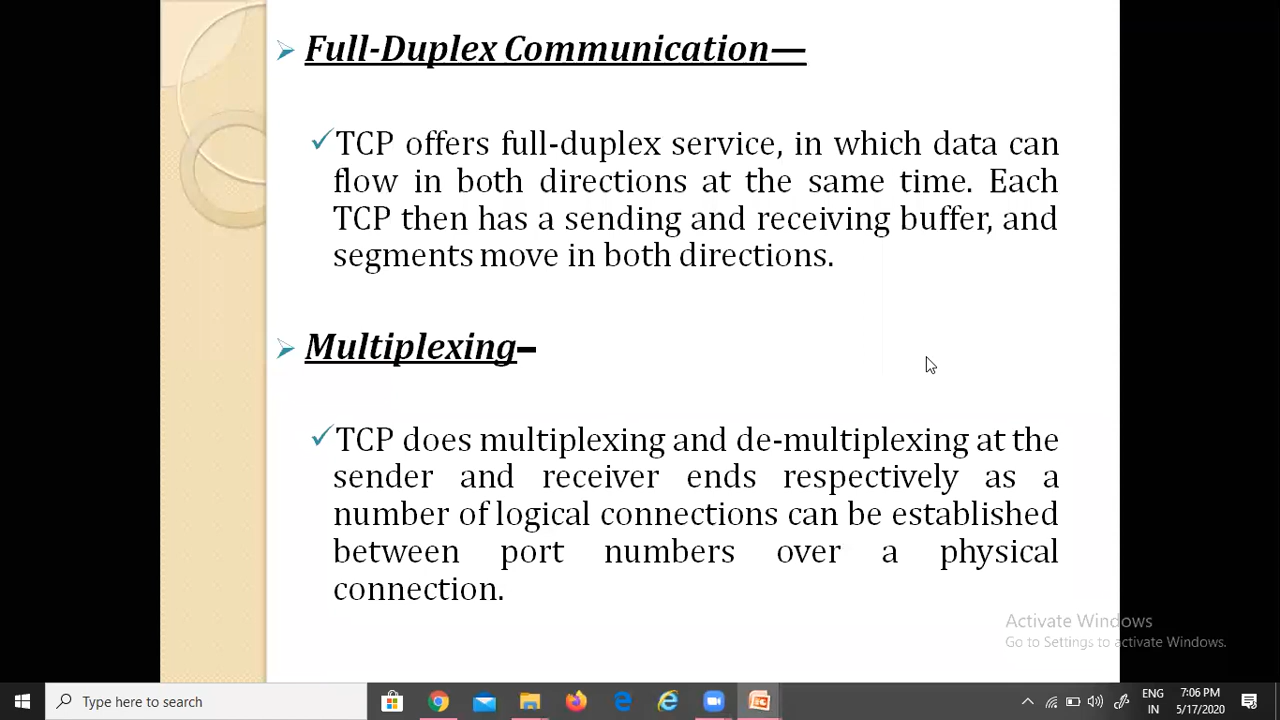 Full-Duplex Communication—
TCP offers full-duplex service, in which data can
flow in both directions at the same time. Each
TCP then has a sending and receiving buffer, and
segments move in both directions.
Multiplexing–
TCP does multiplexing and de-multiplexing at the
sender and receiver ends respectively as a
number of logical connections can be established
between port numbers over a physical
connection.
Activate Windows
Go to Settings to activate Windows.
Type here to search
ENG
IN
7:06 PM
5/17/2020